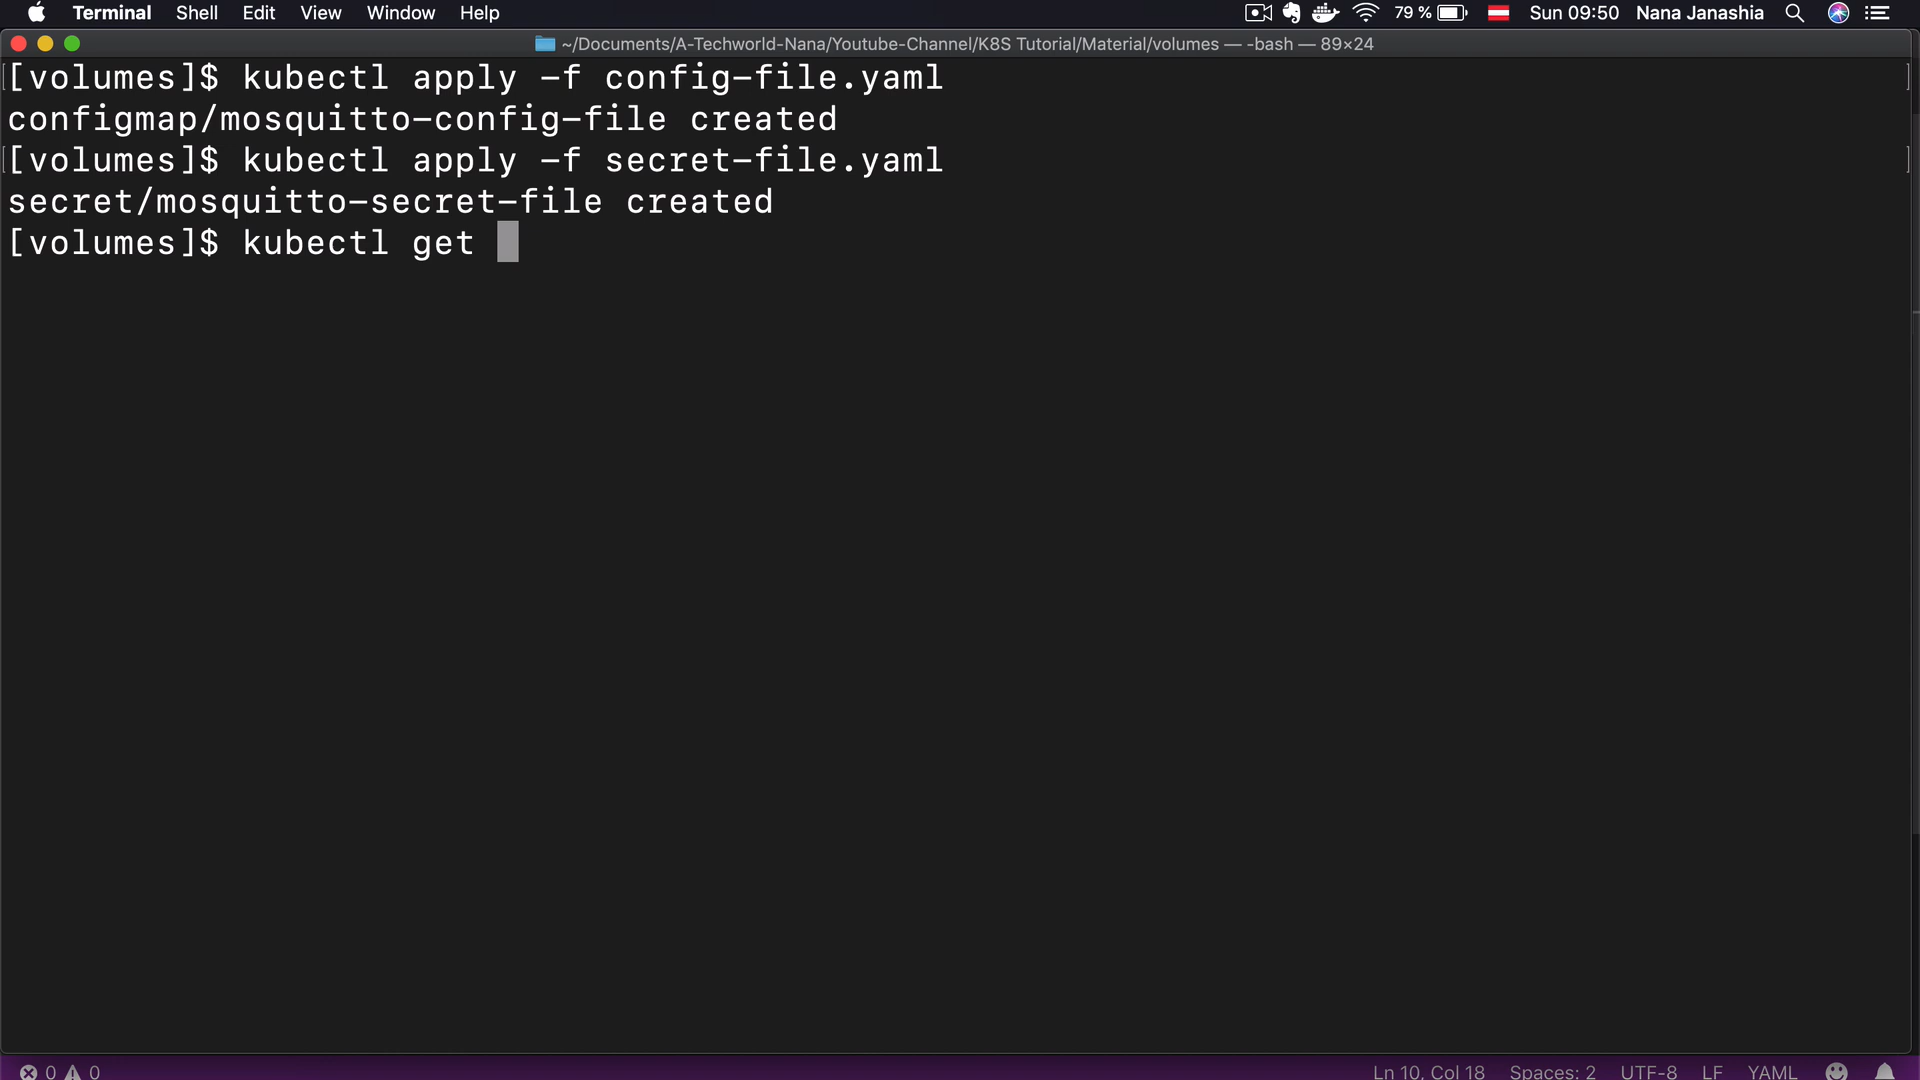 Terminal Shell Edit View Window Help 79 % Sun 09:50 Nana Janashia
~/Documents/A-Techworld-Nana/Youtube-Channel/K8S Tutorial/Material/volumes — -bash — 89×24
[volumes]$ kubectl apply -f config-file.yaml
configmap/mosquitto-config-file created
[volumes]$ kubectl apply -f secret-file.yaml
secret/mosquitto-secret-file created
[volumes]$ kubectl get
0 0 Ln 10, Col 18 Spaces: 2 UTF-8 LF YAML